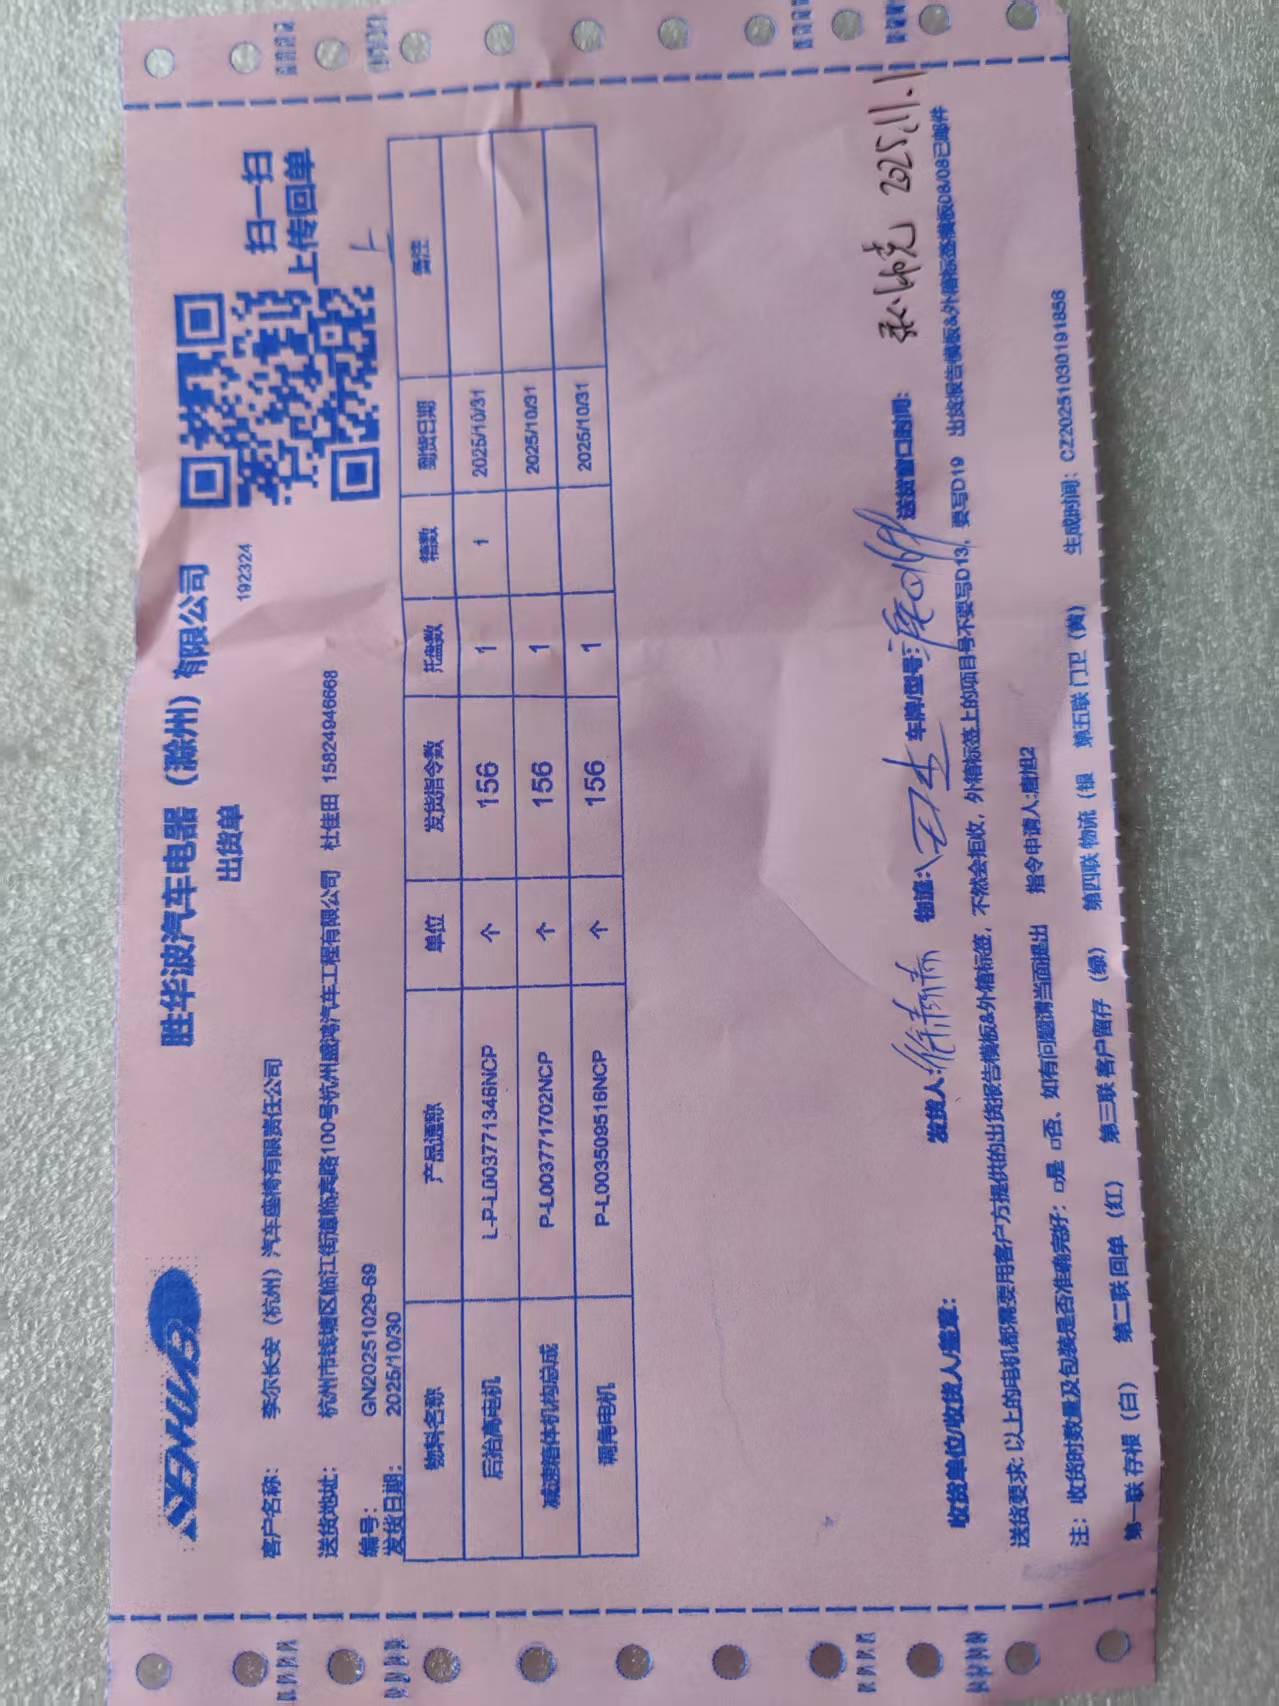 SENHUB
胜华波汽车电器（滁州）有限公司
出货单
192324
扫一扫
上传回单
客户名称： 李尔长安（杭州）汽车座椅有限责任公司
送货地址： 杭州市钱塘区临江街道临宾路100号杭州盛鸿汽车工程有限公司 杜佳田 15824946668
编号： GN20251029-69
发货日期： 2025/10/30
上
物料名称 产品通称 单位 发货指令数 托盘数 箱数 到货日期 备注
后抬高电机 L-P-L003771346NCP 个 156 1 1 2025/10/31
减速箱体机构总成 P-L003771702NCP 个 156 1 2025/10/31
调角电机 P-L003509516NCP 个 156 1 2025/10/31
收货单位/收货人/盖章： 发货人： 物流： 车牌/型号： 送货窗口时间： 2025.11.1
送货要求：以上的电机都需要用客户方提供的出货报告模板&外箱标签，不然会拒收，外箱标签上的项目号不要写D13，要写D19 出货报告模板&外箱标签模板08/08已邮件
注： 收货时数量及包装是否准确完好：□是 □否、如有问题请当面提出 指令申请人:唐旭2 生成时间：CZ20251030191858
第一联 存根（白） 第二联 回单（红） 第三联 客户留存（绿） 第四联 物流（银 第五联 门卫（黄）